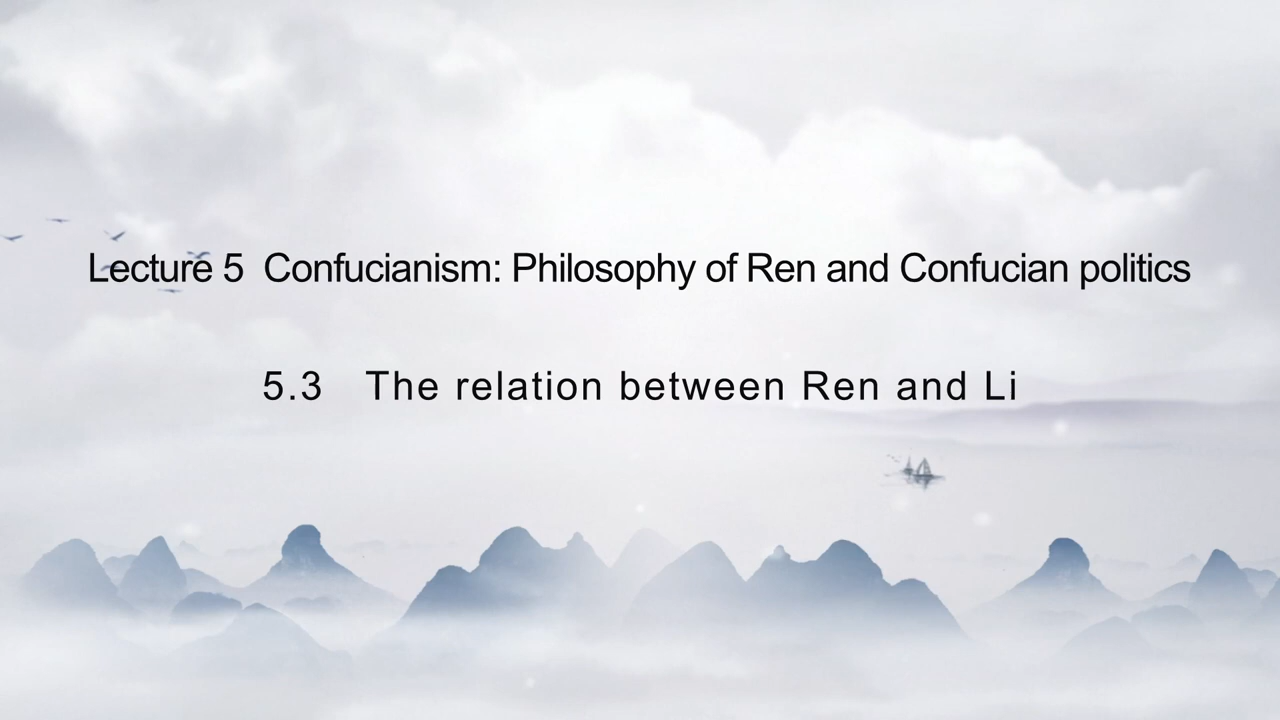 Lecture 5 Confucianism: Philosophy of Ren and Confucian politics
5.3 The relation between Ren and Li